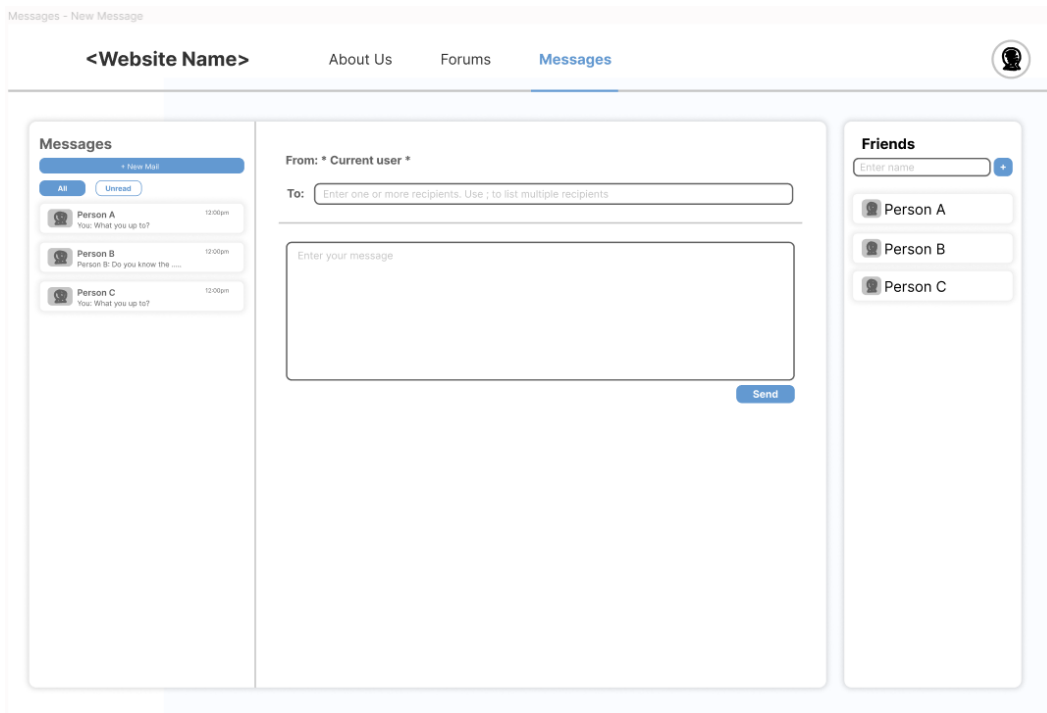 Messages - New Message
<Website Name>
About Us
Forums
Messages
Messages
+ New Mail
All
Unread
Person A
12:00pm
You: What you up to?
Person B
12:00pm
Person B: Do you know the .....
Person C
12:00pm
You: What you up to?
From: * Current user *
To:
Enter one or more recipients. Use ; to list multiple recipients
Enter your message
Send
Friends
Enter name
+
Person A
Person B
Person C